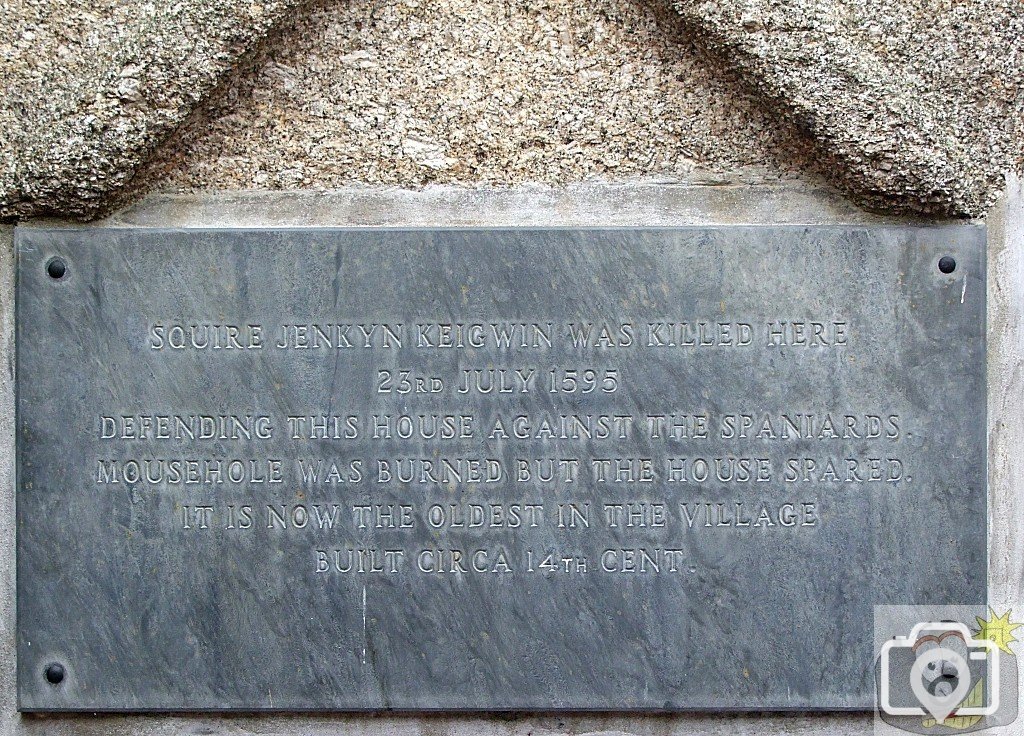 SQUIRE JENKYN KEIGWIN WAS KILLED HERE
23RD JULY 1595
DEFENDING THIS HOUSE AGAINST THE SPANIARDS.
MOUSEHOLE WAS BURNED BUT THE HOUSE SPARED.
IT IS NOW THE OLDEST IN THE VILLAGE
BUILT CIRCA 14TH CENT.